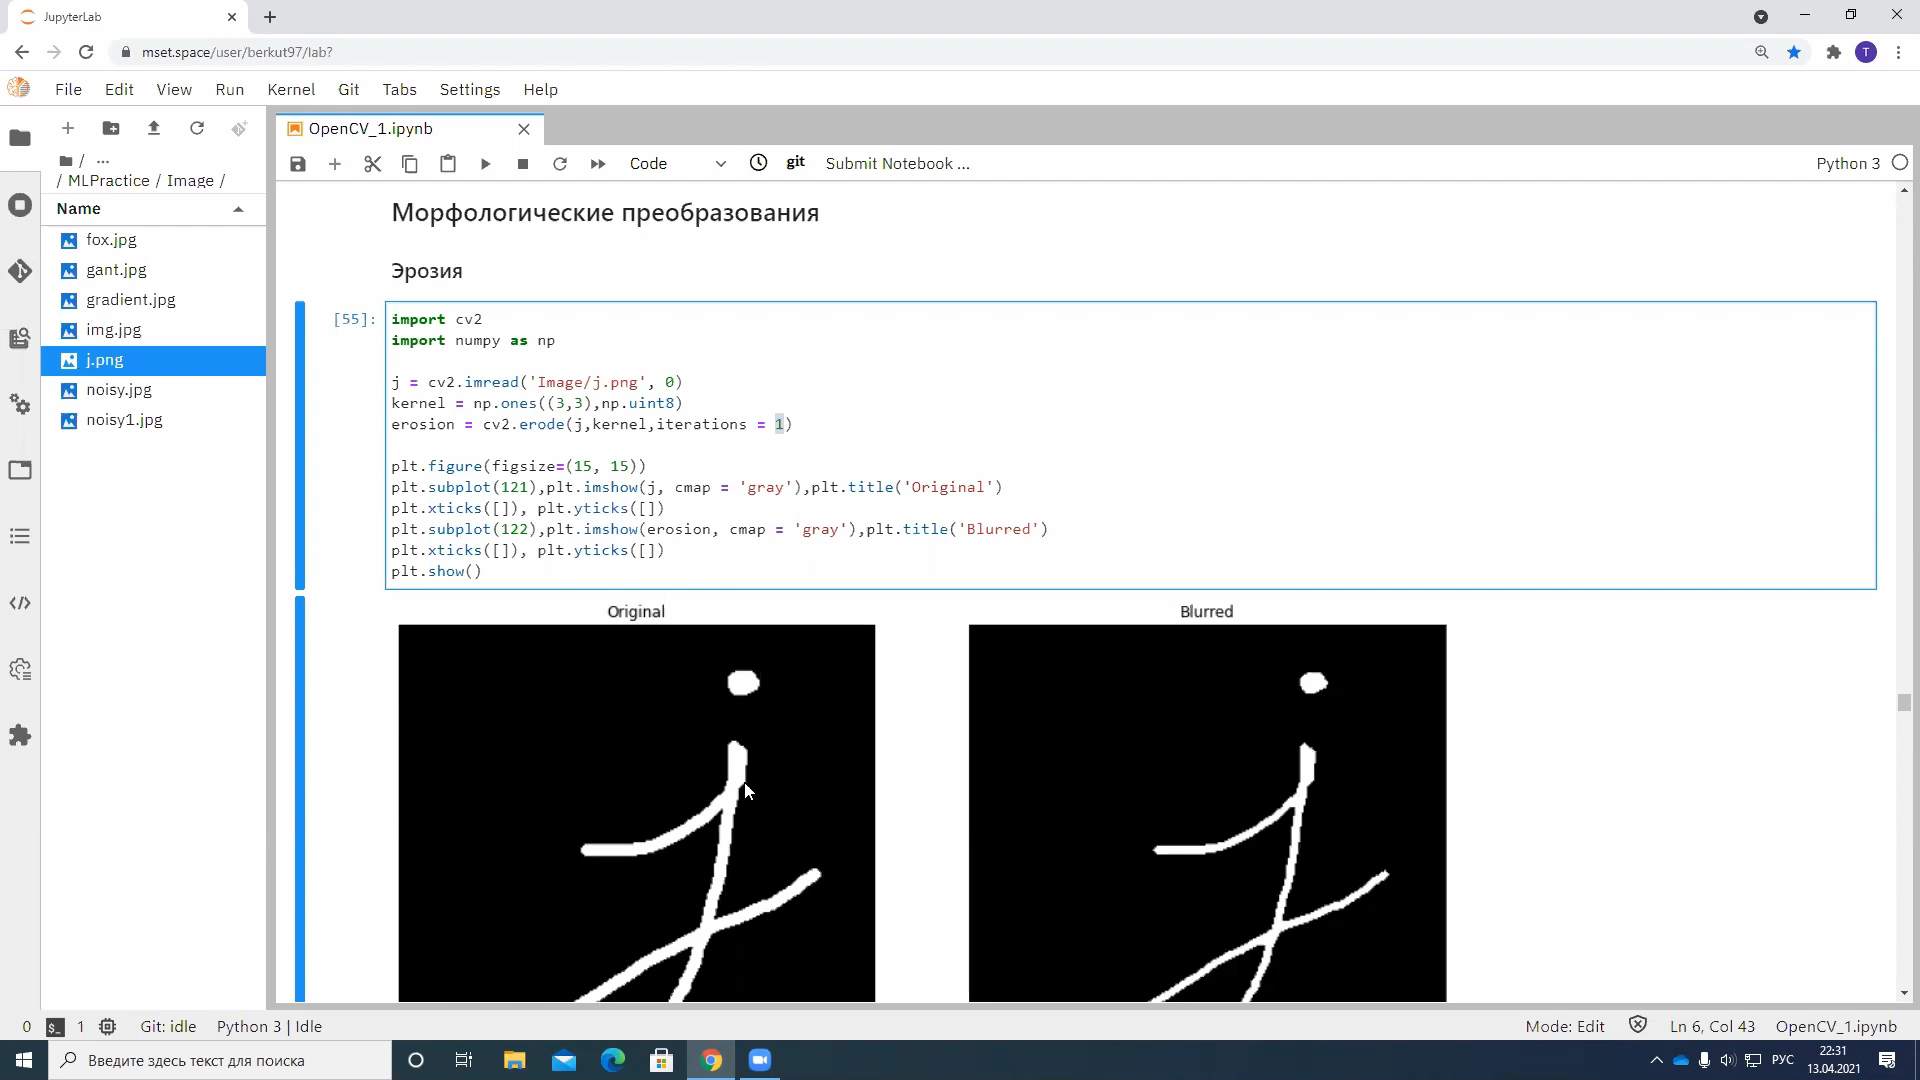 JupyterLab
mset.space/user/berkut97/lab?
T
File Edit View Run Kernel Git Tabs Settings Help
OpenCV_1.ipynb
Code
git
Submit Notebook ...
Python 3
/ ...
/ MLPractice / Image /
Name
fox.jpg
gant.jpg
gradient.jpg
img.jpg
j.png
noisy.jpg
noisy1.jpg
Морфологические преобразования
Эрозия
[55]:
import cv2
import numpy as np
j = cv2.imread('Image/j.png', 0)
kernel = np.ones((3,3),np.uint8)
erosion = cv2.erode(j,kernel,iterations = 1)
plt.figure(figsize=(15, 15))
plt.subplot(121),plt.imshow(j, cmap = 'gray'),plt.title('Original')
plt.xticks([]), plt.yticks([])
plt.subplot(122),plt.imshow(erosion, cmap = 'gray'),plt.title('Blurred')
plt.xticks([]), plt.yticks([])
plt.show()
Original
Blurred
0 $_ 1 Git: idle Python 3 | Idle
Mode: Edit Ln 6, Col 43 OpenCV_1.ipynb
Введите здесь текст для поиска
РУС
22:31
13.04.2021